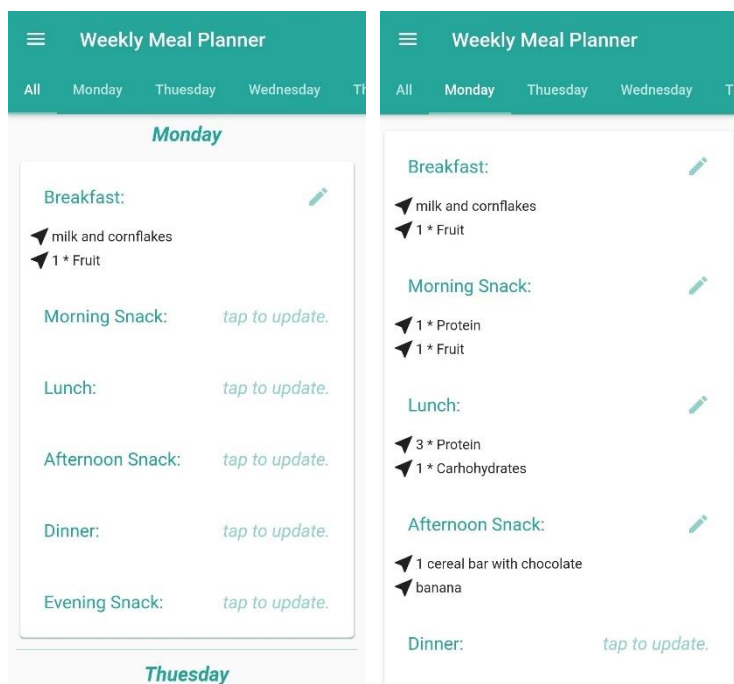 Weekly Meal Planner
All Monday Thuesday Wednesday Th
Monday
Breakfast:
milk and cornflakes
1 * Fruit
Morning Snack: tap to update.
Lunch: tap to update.
Afternoon Snack: tap to update.
Dinner: tap to update.
Evening Snack: tap to update.
Thuesday
Weekly Meal Planner
All Monday Thuesday Wednesday T
Breakfast:
milk and cornflakes
1 * Fruit
Morning Snack:
1 * Protein
1 * Fruit
Lunch:
3 * Protein
1 * Carhohydrates
Afternoon Snack:
1 cereal bar with chocolate
banana
Dinner: tap to update.